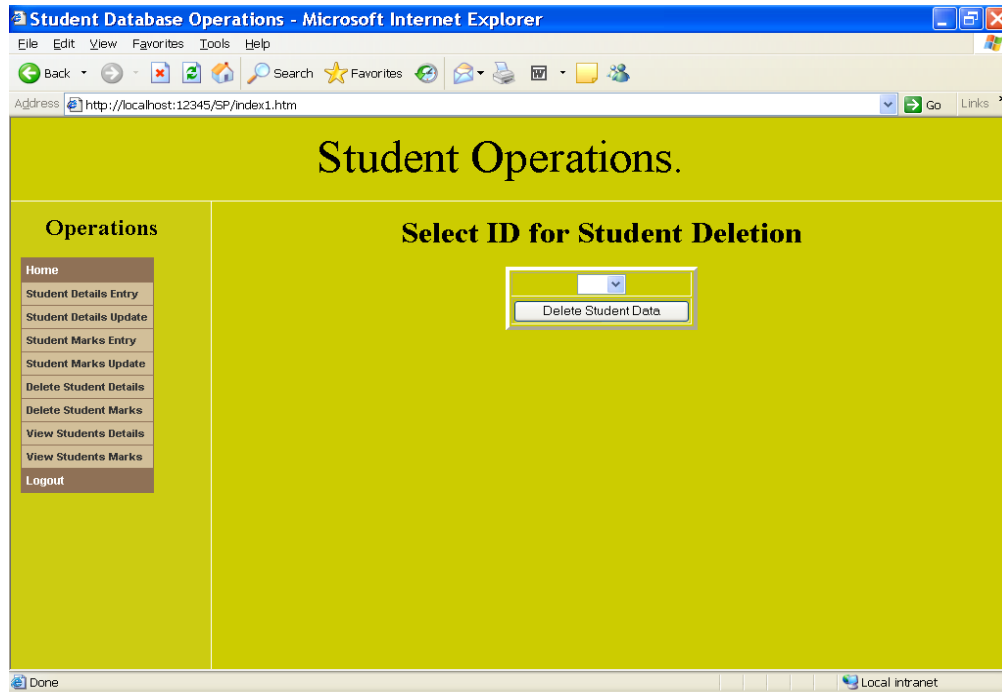 Student Database Operations - Microsoft Internet Explorer
File Edit View Favorites Tools Help
Back Search Favorites
Address http://localhost:12345/SP/index1.htm Go Links
Student Operations.
Operations
Home
Student Details Entry
Student Details Update
Student Marks Entry
Student Marks Update
Delete Student Details
Delete Student Marks
View Students Details
View Students Marks
Logout
Select ID for Student Deletion
Delete Student Data
Done Local intranet